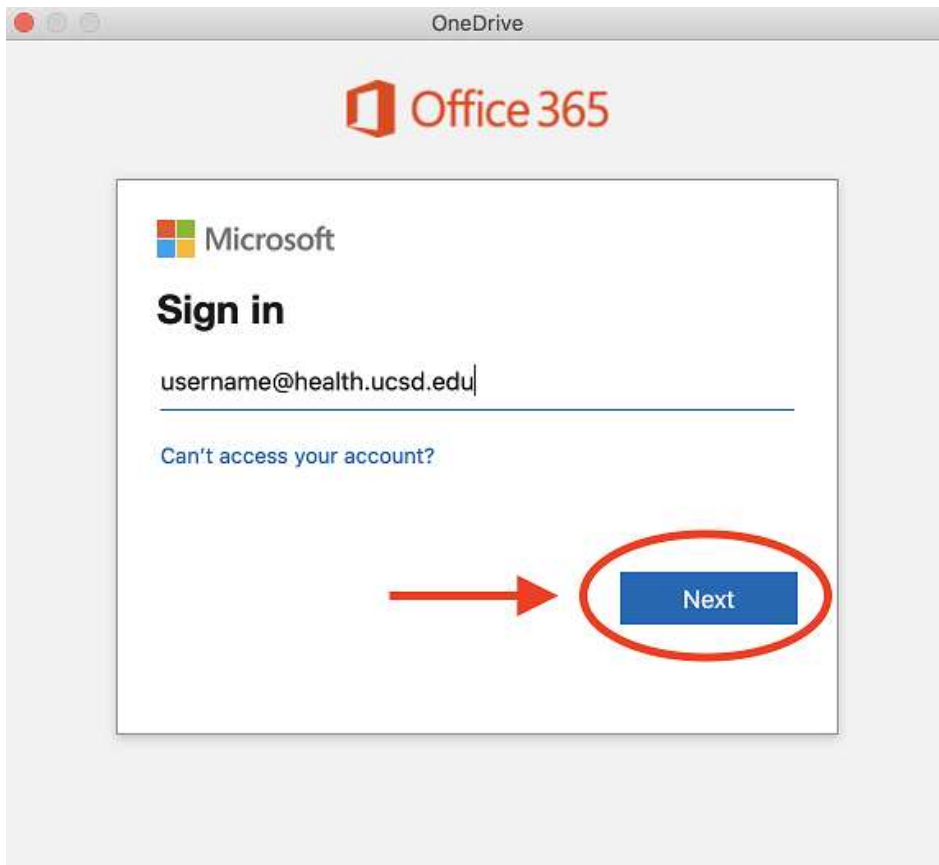 OneDrive
Office 365
Microsoft
Sign in
username@health.ucsd.edu
Can't access your account?
Next